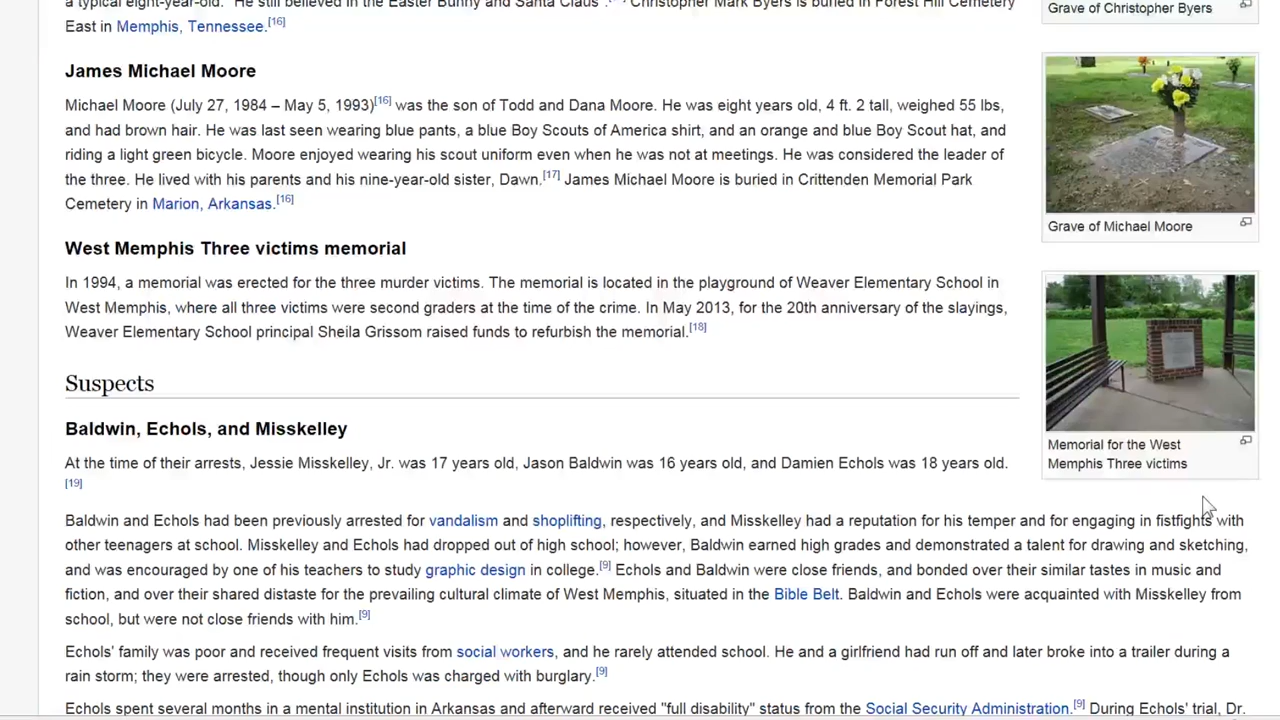 a typical eight-year-old." He still believed in the Easter Bunny and Santa Claus".
Christopher Mark Byers is buried in Forest Hill Cemetery
East in Memphis, Tennessee.[16]
Grave of Christopher Byers
James Michael Moore
Michael Moore (July 27, 1984 – May 5, 1993)[16] was the son of Todd and Dana Moore. He was eight years old, 4 ft. 2 tall, weighed 55 lbs,
and had brown hair. He was last seen wearing blue pants, a blue Boy Scouts of America shirt, and an orange and blue Boy Scout hat, and
riding a light green bicycle. Moore enjoyed wearing his scout uniform even when he was not at meetings. He was considered the leader of
the three. He lived with his parents and his nine-year-old sister, Dawn.[17] James Michael Moore is buried in Crittenden Memorial Park
Cemetery in Marion, Arkansas.[16]
Grave of Michael Moore
West Memphis Three victims memorial
In 1994, a memorial was erected for the three murder victims. The memorial is located in the playground of Weaver Elementary School in
West Memphis, where all three victims were second graders at the time of the crime. In May 2013, for the 20th anniversary of the slayings,
Weaver Elementary School principal Sheila Grissom raised funds to refurbish the memorial.[18]
Memorial for the West
Memphis Three victims
Suspects
Baldwin, Echols, and Misskelley
At the time of their arrests, Jessie Misskelley, Jr. was 17 years old, Jason Baldwin was 16 years old, and Damien Echols was 18 years old.
[19]
Baldwin and Echols had been previously arrested for vandalism and shoplifting, respectively, and Misskelley had a reputation for his temper and for engaging in fistfights with
other teenagers at school. Misskelley and Echols had dropped out of high school; however, Baldwin earned high grades and demonstrated a talent for drawing and sketching,
and was encouraged by one of his teachers to study graphic design in college.[9] Echols and Baldwin were close friends, and bonded over their similar tastes in music and
fiction, and over their shared distaste for the prevailing cultural climate of West Memphis, situated in the Bible Belt. Baldwin and Echols were acquainted with Misskelley from
school, but were not close friends with him.[9]
Echols' family was poor and received frequent visits from social workers, and he rarely attended school. He and a girlfriend had run off and later broke into a trailer during a
rain storm; they were arrested, though only Echols was charged with burglary.[9]
Echols spent several months in a mental institution in Arkansas and afterward received "full disability" status from the Social Security Administration.[9] During Echols' trial, Dr.